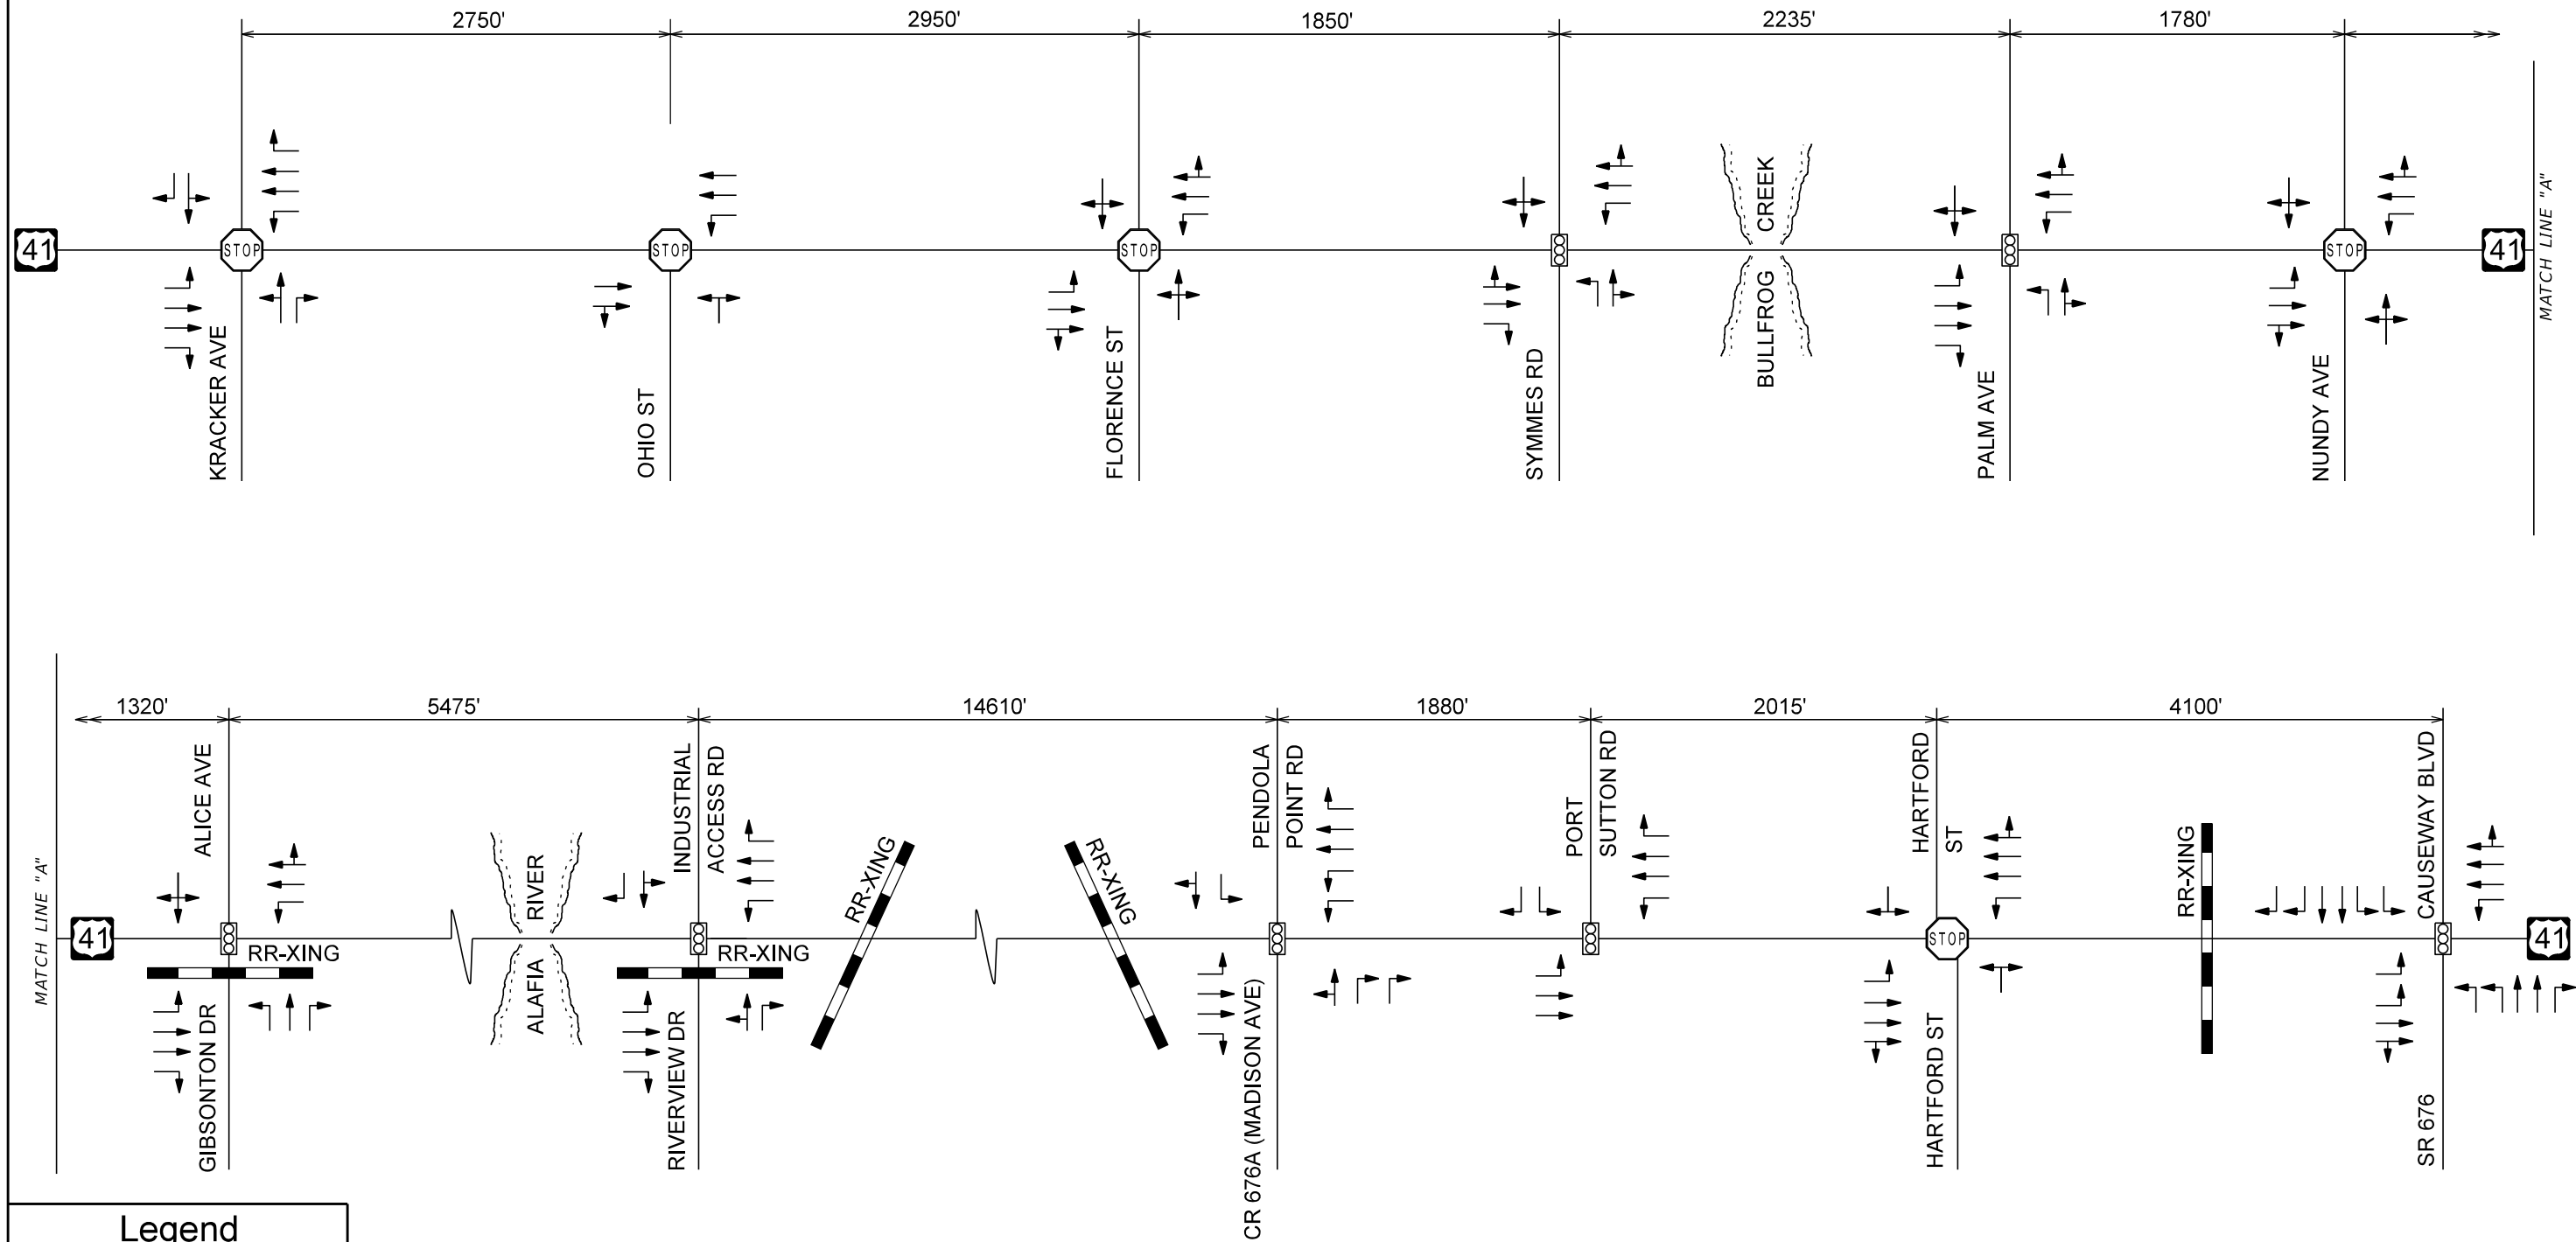 2750' 2950' 1850' 2235' 1780'
CREEK
MATCH LINE "A"
41 STOP STOP STOP STOP 41
BULLFROG
KRACKER AVE
OHIO ST
FLORENCE ST
SYMMES RD
PALM AVE
NUNDY AVE
1320' 5475' 14610' 1880' 2015' 4100'
MATCH LINE "A"
ALICE AVE
RIVER
INDUSTRIAL
ACCESS RD
RR-XING
RR-XING
PENDOLA
POINT RD
PORT
SUTTON RD
HARTFORD
ST
RR-XING
CAUSEWAY BLVD
41 STOP 41
RR-XING RR-XING
GIBSONTON DR
ALAFIA
RIVERVIEW DR
CR 676A (MADISON AVE)
HARTFORD ST
SR 676
Legend